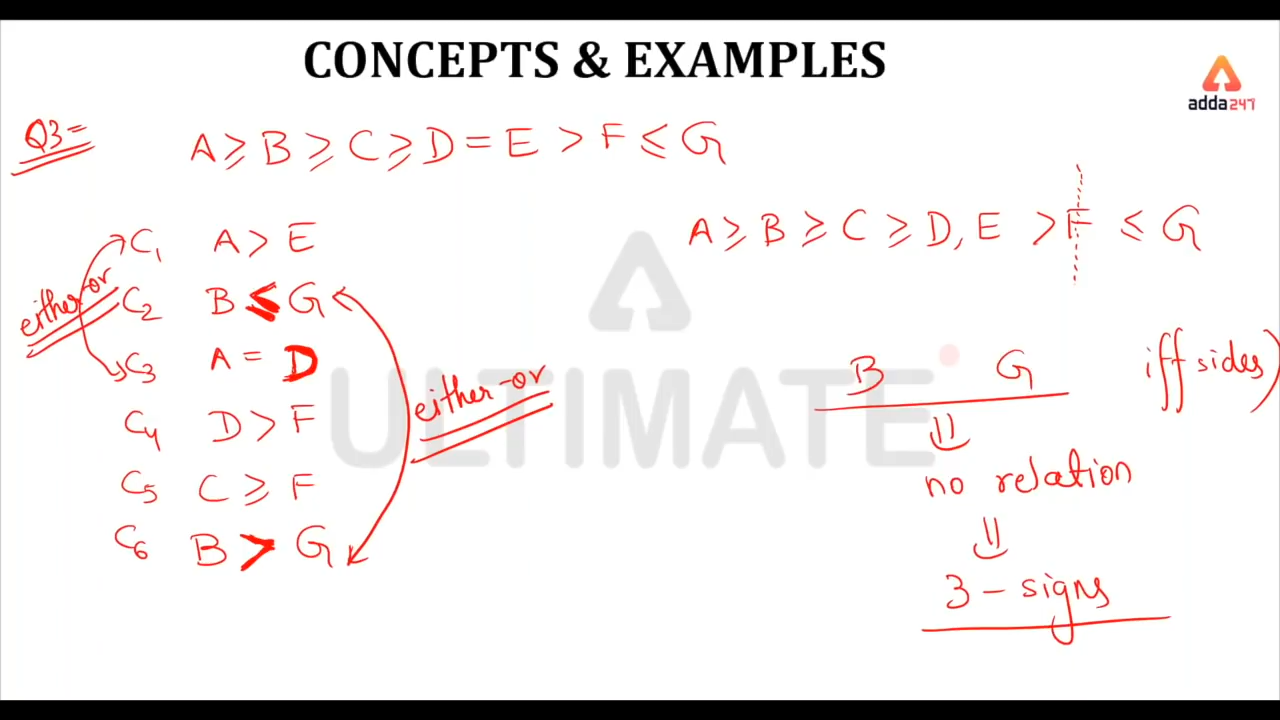 CONCEPTS & EXAMPLES
adda247
Q3=
A ≥ B ≥ C ≥ D = E > F ≤ G
A ≥ B ≥ C ≥ D, E > F ≤ G
C1 A > E
C2 B ≤ G
C3 A = D
C4 D > F
C5 C ≥ F
C6 B > G
either-or
either-or
ULTIMATE
B G
iff sides)
no relation
3 - signs